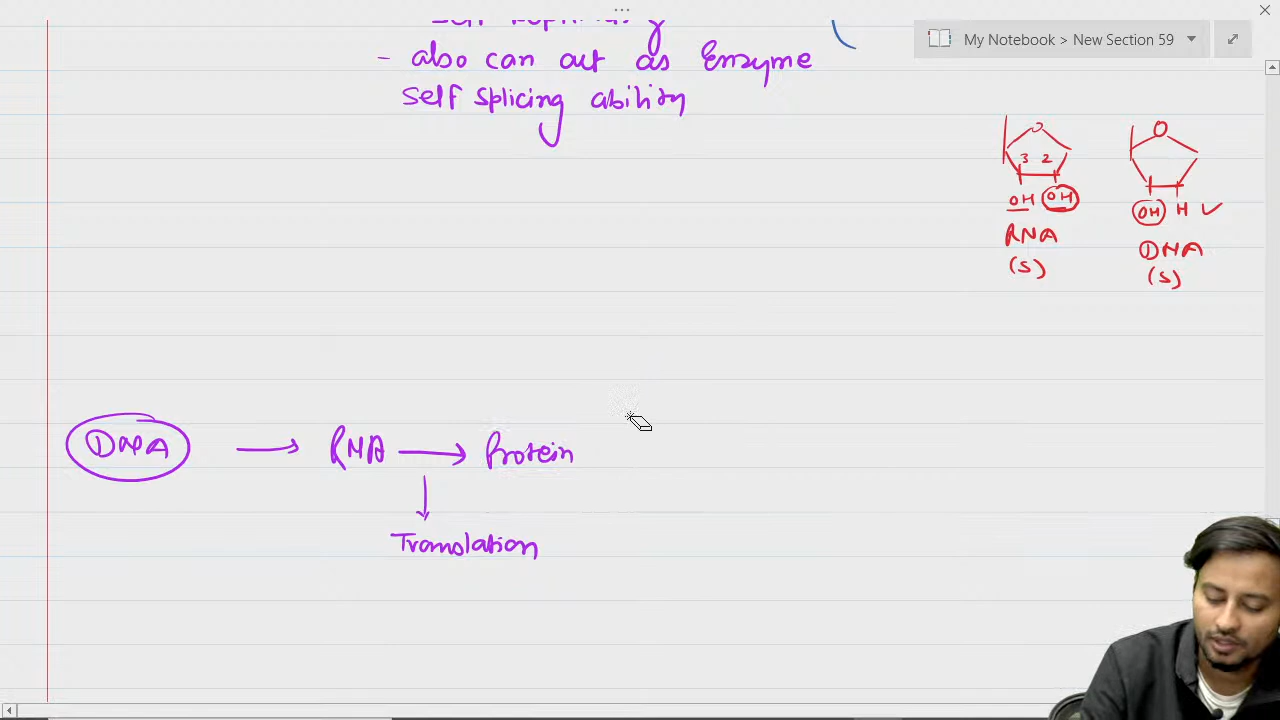 - also can act as Enzyme
self splicing ability
My Notebook > New Section 59
O O
3 2
OH OH OH H ✓
RNA DNA
(S) (S)
DNA → RNA → Protein
↓
Translation